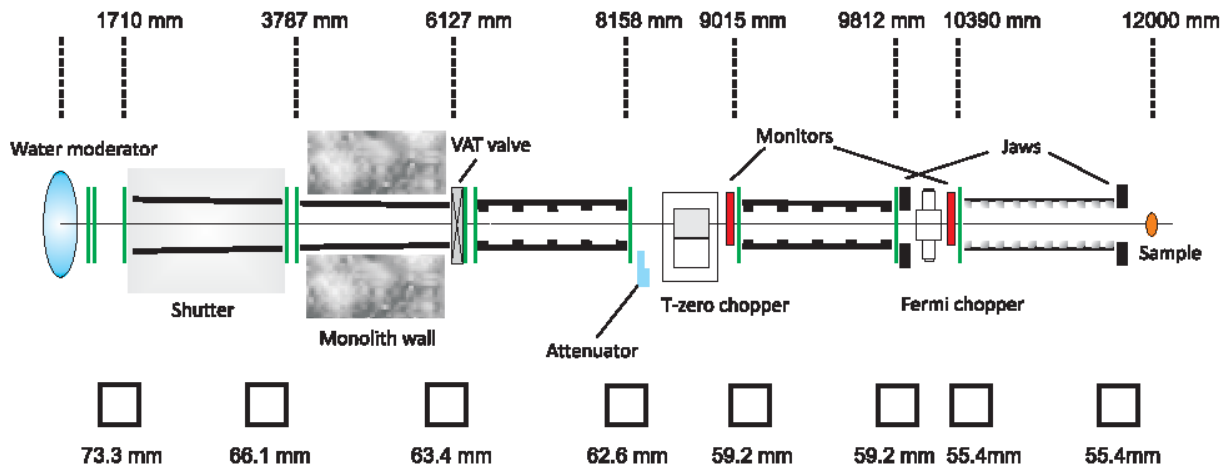 1710 mm 3787 mm 6127 mm 8158 mm 9015 mm 9812 mm 10390 mm 12000 mm
Water moderator
VAT valve
Monitors
Jaws
Sample
Shutter
Monolith wall
Attenuator
T-zero chopper
Fermi chopper
73.3 mm 66.1 mm 63.4 mm 62.6 mm 59.2 mm 59.2 mm 55.4 mm 55.4mm